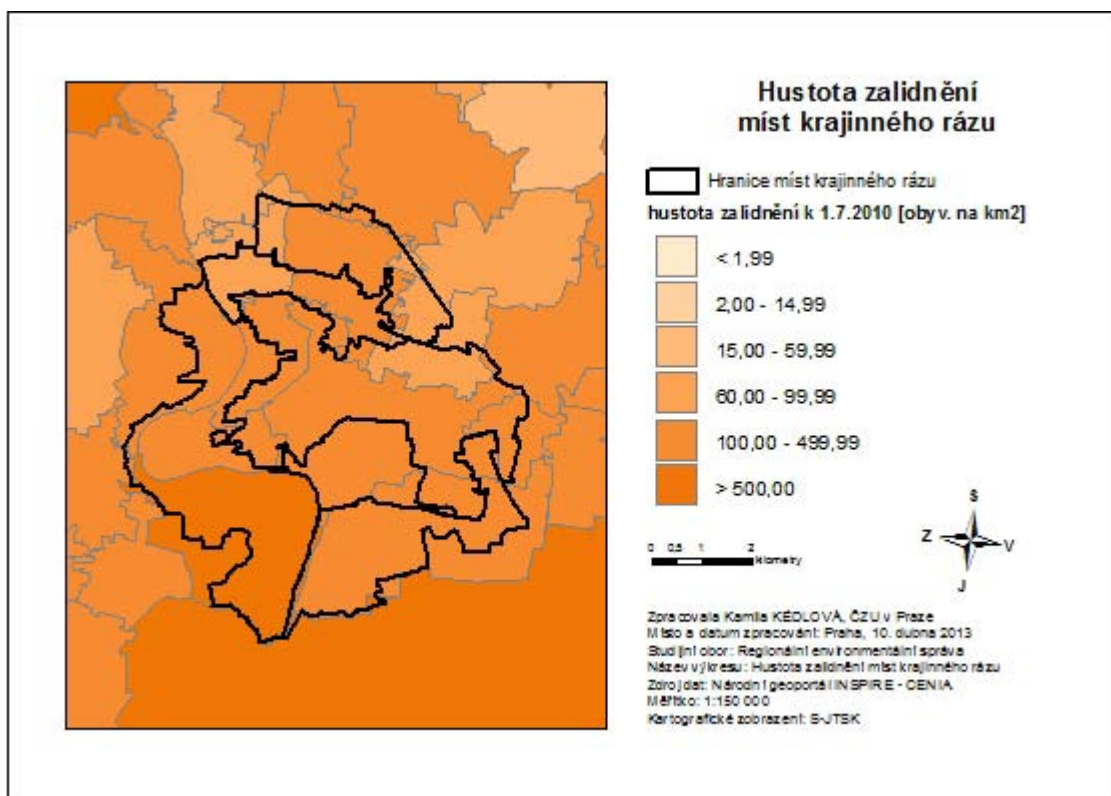 Hustota zalidnění
míst krajinného rázu
Hranice míst krajinného rázu
hustota zalidnění k 1.7.2010 [obyv. na km2]
< 1,99
2,00 - 14,99
15,00 - 59,99
60,00 - 99,99
100,00 - 499,99
> 500,00
S
Z
V
J
0 0,5 1 2
kilometry
Zpracovala Kamila KÉDLOVÁ, ČZU v Praze
Místo a datum zpracování: Praha, 10. dubna 2013
Studijní obor: Regionální environmentální správa
Název výkresu: Hustota zalidnění míst krajinného rázu
Zdroj dat: Národní geoportál INSPIRE - CENIA
Měřítko: 1:150 000
Kartografické zobrazení: S-JTSK